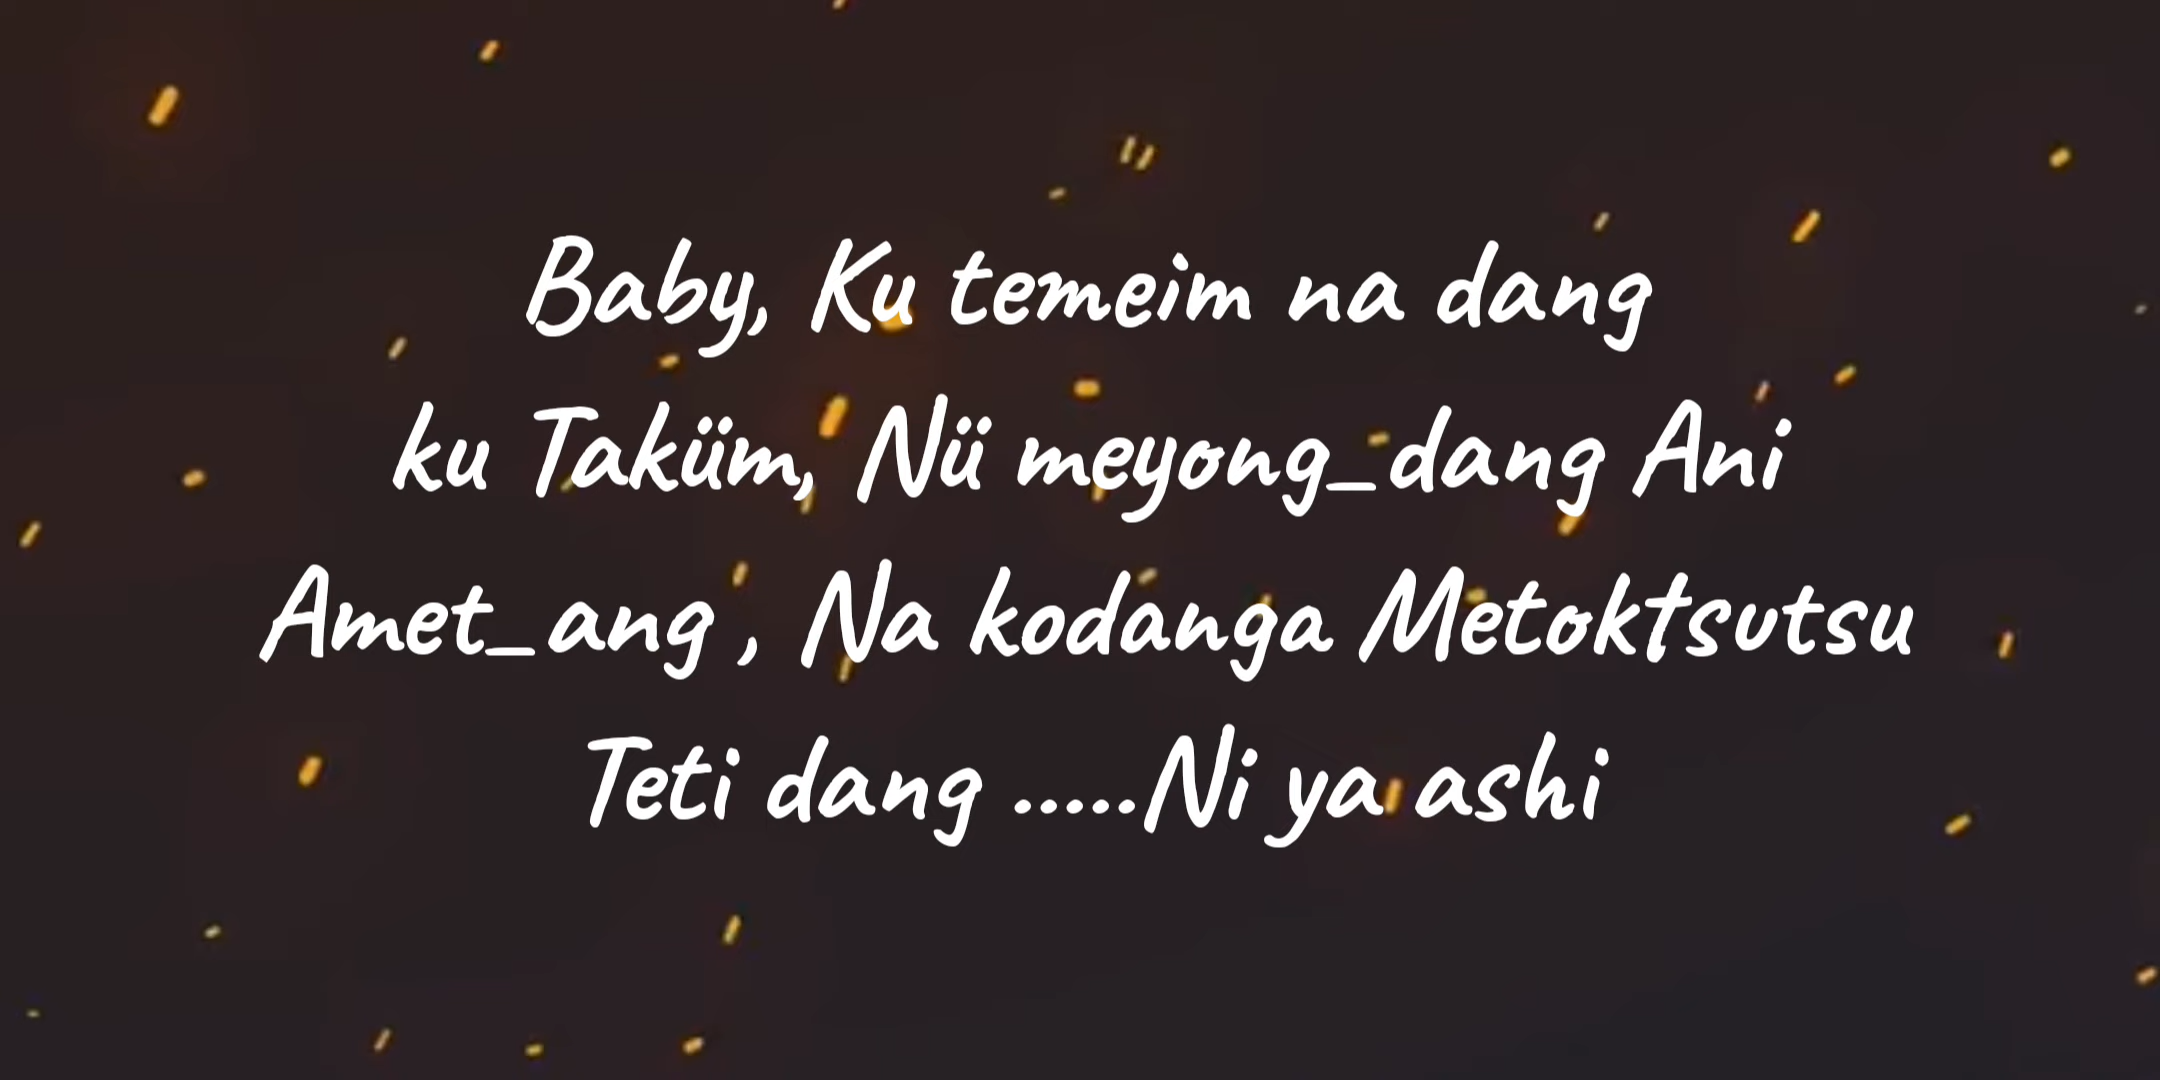 Baby, Ku temeim na dang
ku Taküm, Nü meyong_dang Ani
Amet_ang , Na kodanga Metoktsutsu
Teti dang .....Ni ya ashi